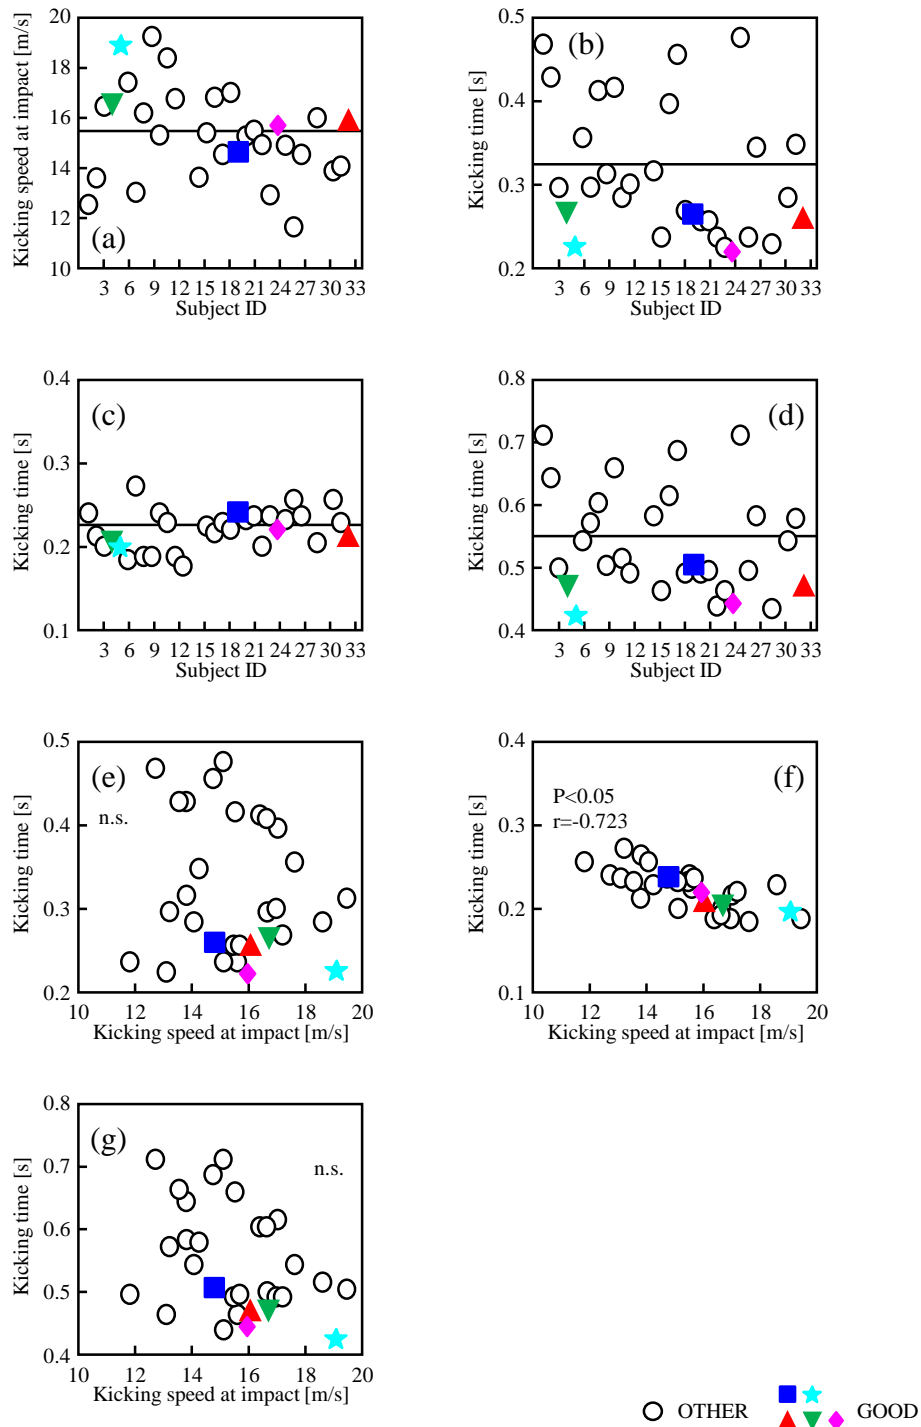 Kicking speed at impact [m/s]
20
18
16
14
12
10
(a)
3 6 9 12 15 18 21 24 27 30 33
Subject ID
Kicking time [s]
0.5
0.4
0.3
0.2
(b)
3 6 9 12 15 18 21 24 27 30 33
Subject ID
Kicking time [s]
0.4
0.3
0.2
0.1
(c)
3 6 9 12 15 18 21 24 27 30 33
Subject ID
Kicking time [s]
0.8
0.7
0.6
0.5
0.4
(d)
3 6 9 12 15 18 21 24 27 30 33
Subject ID
Kicking time [s]
0.5
0.4
0.3
0.2
(e)
n.s.
10 12 14 16 18 20
Kicking speed at impact [m/s]
Kicking time [s]
0.4
0.3
0.2
0.1
(f)
P<0.05
r=-0.723
10 12 14 16 18 20
Kicking speed at impact [m/s]
Kicking time [s]
0.8
0.7
0.6
0.5
0.4
(g)
n.s.
10 12 14 16 18 20
Kicking speed at impact [m/s]
OTHER GOOD